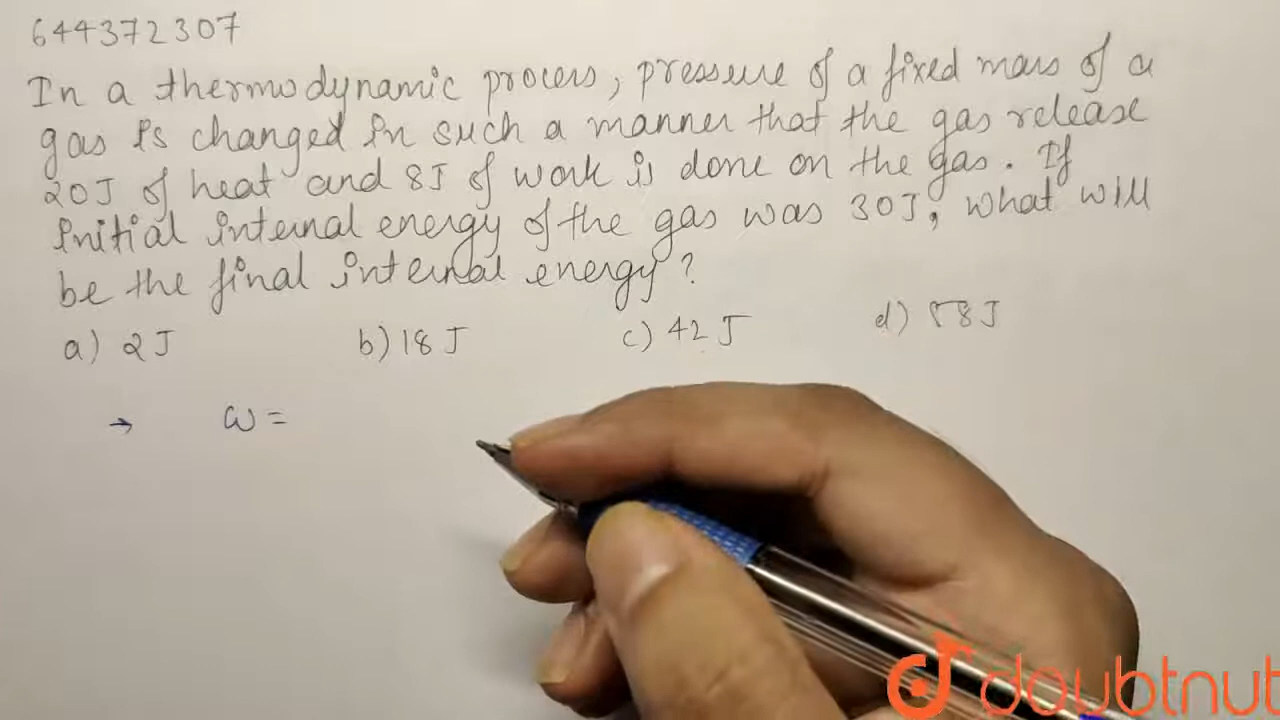 644372307
In a thermodynamic process, pressure of a fixed mass of a
gas is changed in such a manner that the gas release
20J of heat and 8J of work is done on the gas. If
initial internal energy of the gas was 30J, what will
be the final internal energy?
a) 2J b) 18J c) 42J d) 58J
→ W =
doubtnut